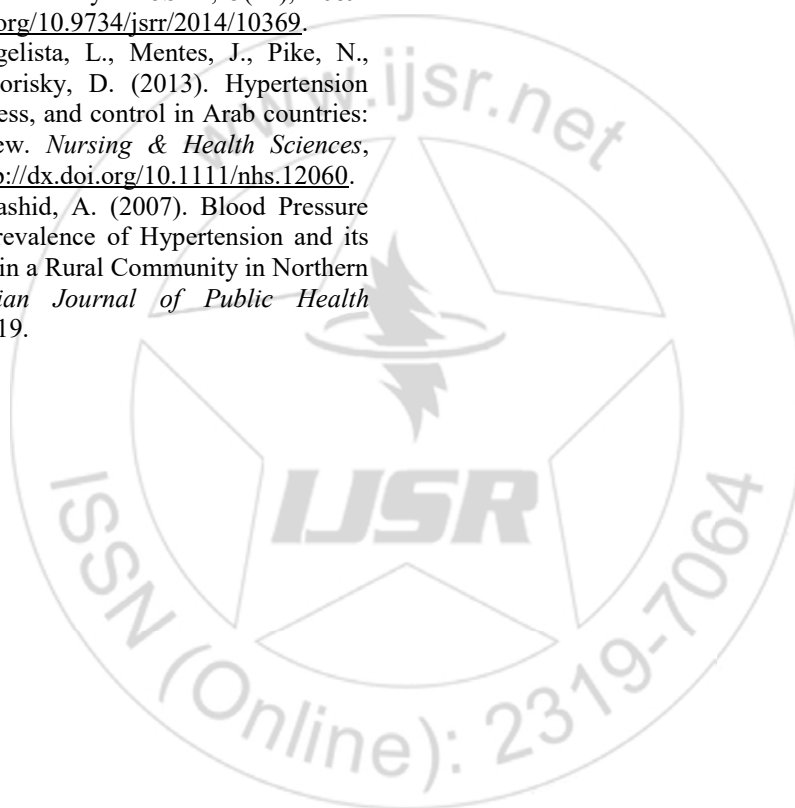 org/10.9734/jsrr/2014/10369.
gelista, L., Mentes, J., Pike, N.,
orisky, D. (2013). Hypertension
ess, and control in Arab countries:
ew. Nursing & Health Sciences,
p://dx.doi.org/10.1111/nhs.12060.
ashid, A. (2007). Blood Pressure
revalence of Hypertension and its
in a Rural Community in Northern
ian Journal of Public Health
19.
www.ijsr.net
IJSR
ISSN (Online): 2319-7064